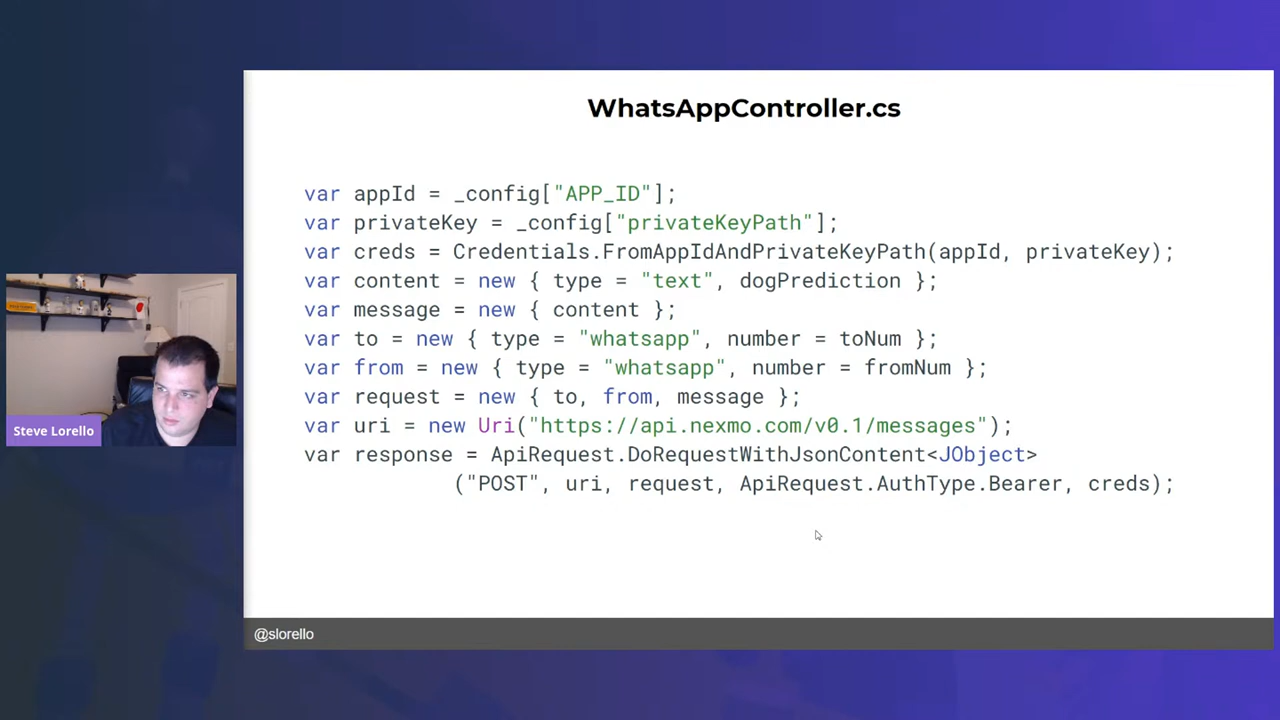 WhatsAppController.cs
var appId = _config["APP_ID"];
var privateKey = _config["privateKeyPath"];
var creds = Credentials.FromAppIdAndPrivateKeyPath(appId, privateKey);
var content = new { type = "text", dogPrediction };
var message = new { content };
var to = new { type = "whatsapp", number = toNum };
var from = new { type = "whatsapp", number = fromNum };
var request = new { to, from, message };
var uri = new Uri("https://api.nexmo.com/v0.1/messages");
var response = ApiRequest.DoRequestWithJsonContent<JObject>
("POST", uri, request, ApiRequest.AuthType.Bearer, creds);
Steve Lorello
@slorello